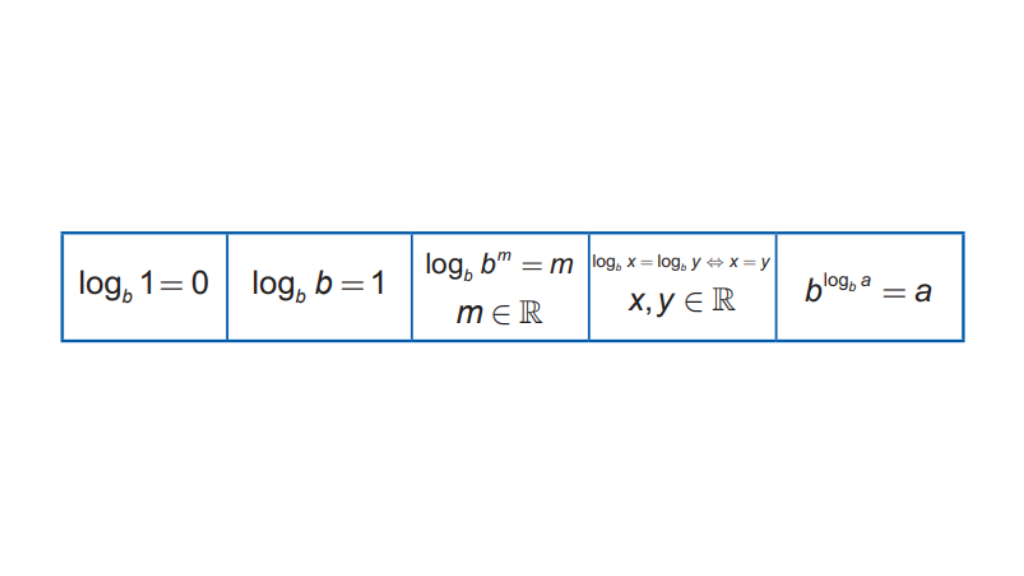 log_b 1 = 0
log_b b = 1
log_b b^m = m
m ∈ ℝ
log_b x = log_b y ⇔ x = y
x, y ∈ ℝ
b^{log_b a} = a